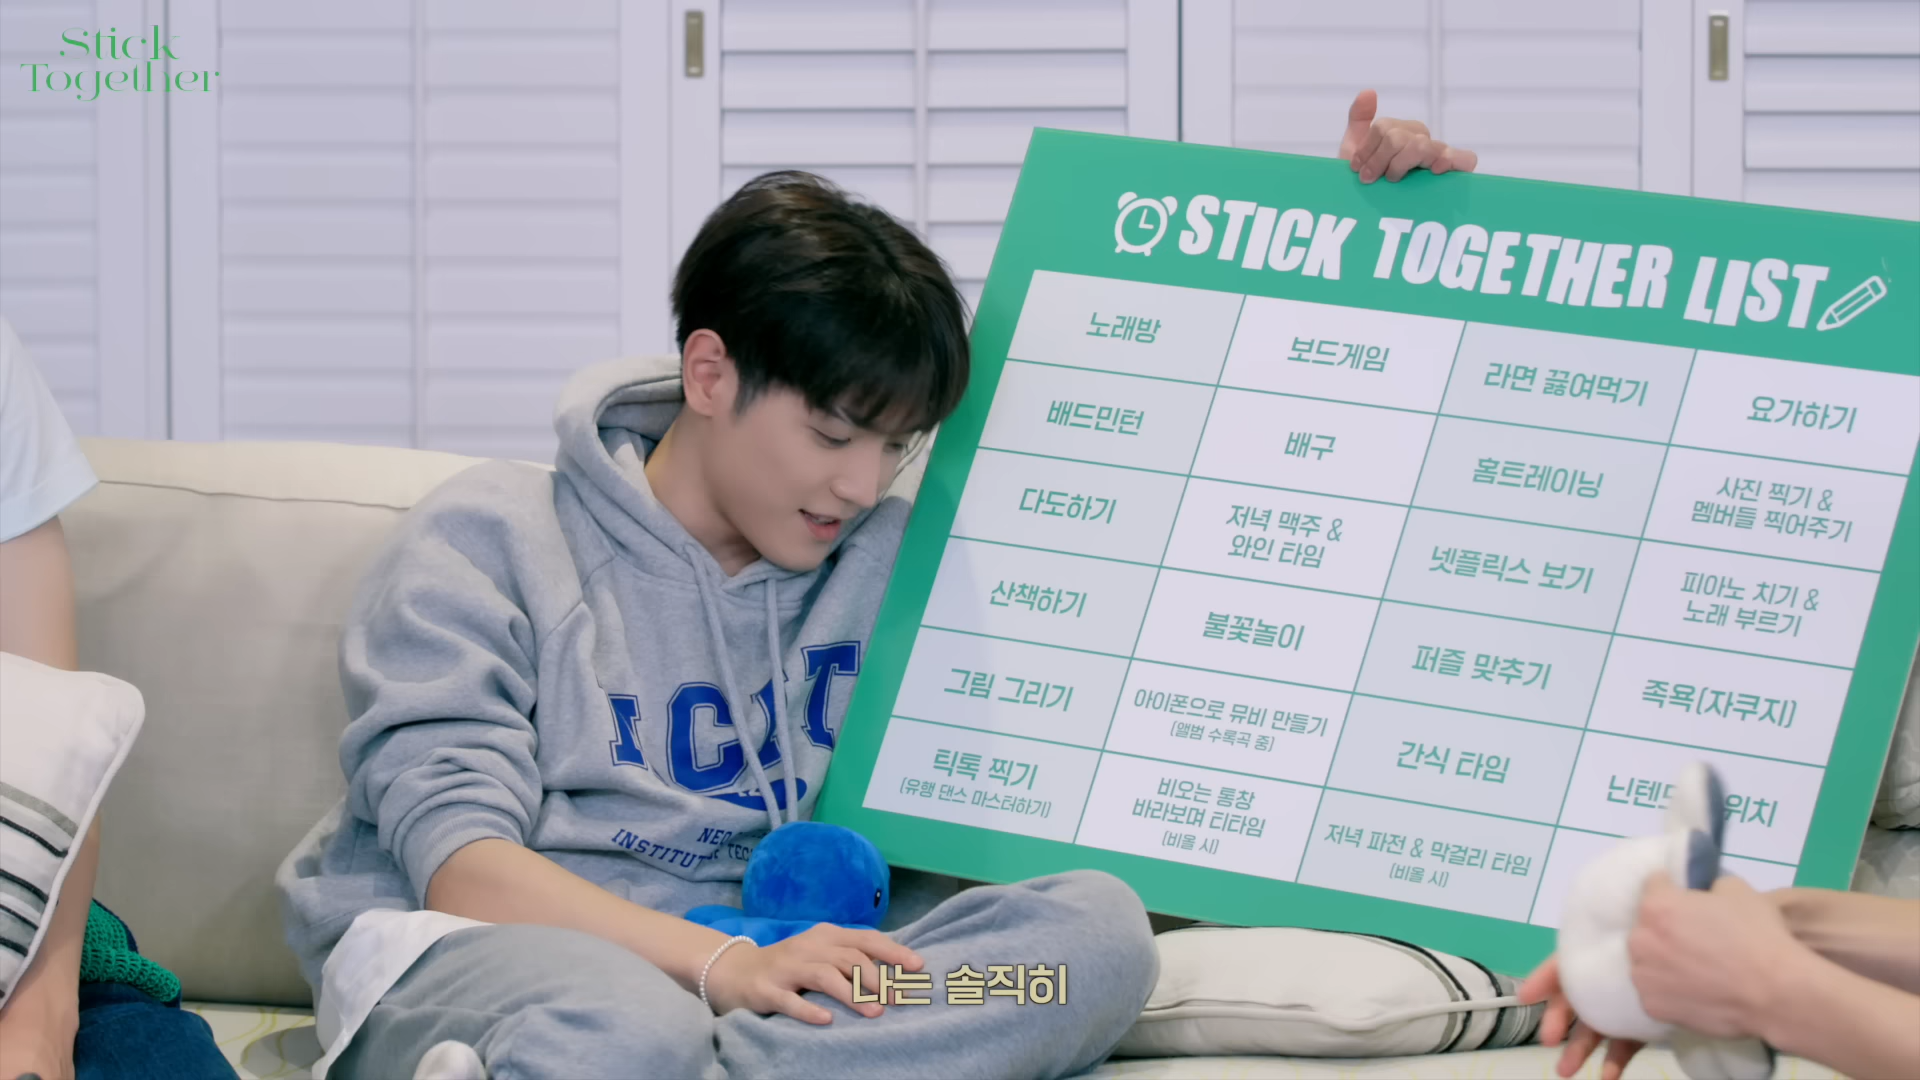 Stick
Together
STICK TOGETHER LIST
노래방
보드게임
라면 끓여먹기
요가하기
배드민턴
배구
홈트레이닝
사진 찍기 &
멤버들 찍어주기
다도하기
저녁 맥주 &
와인 타임
넷플릭스 보기
피아노 치기 &
노래 부르기
산책하기
불꽃놀이
퍼즐 맞추기
족욕(자쿠지)
그림 그리기
아이폰으로 뮤비 만들기
(앨범 수록곡 중)
간식 타임
위치
틱톡 찍기
(유행 댄스 마스터하기)
비오는 통창
바라보며 티타임
(비올 시)
저녁 파전 & 막걸리 타임
(비올 시)
나는 솔직히